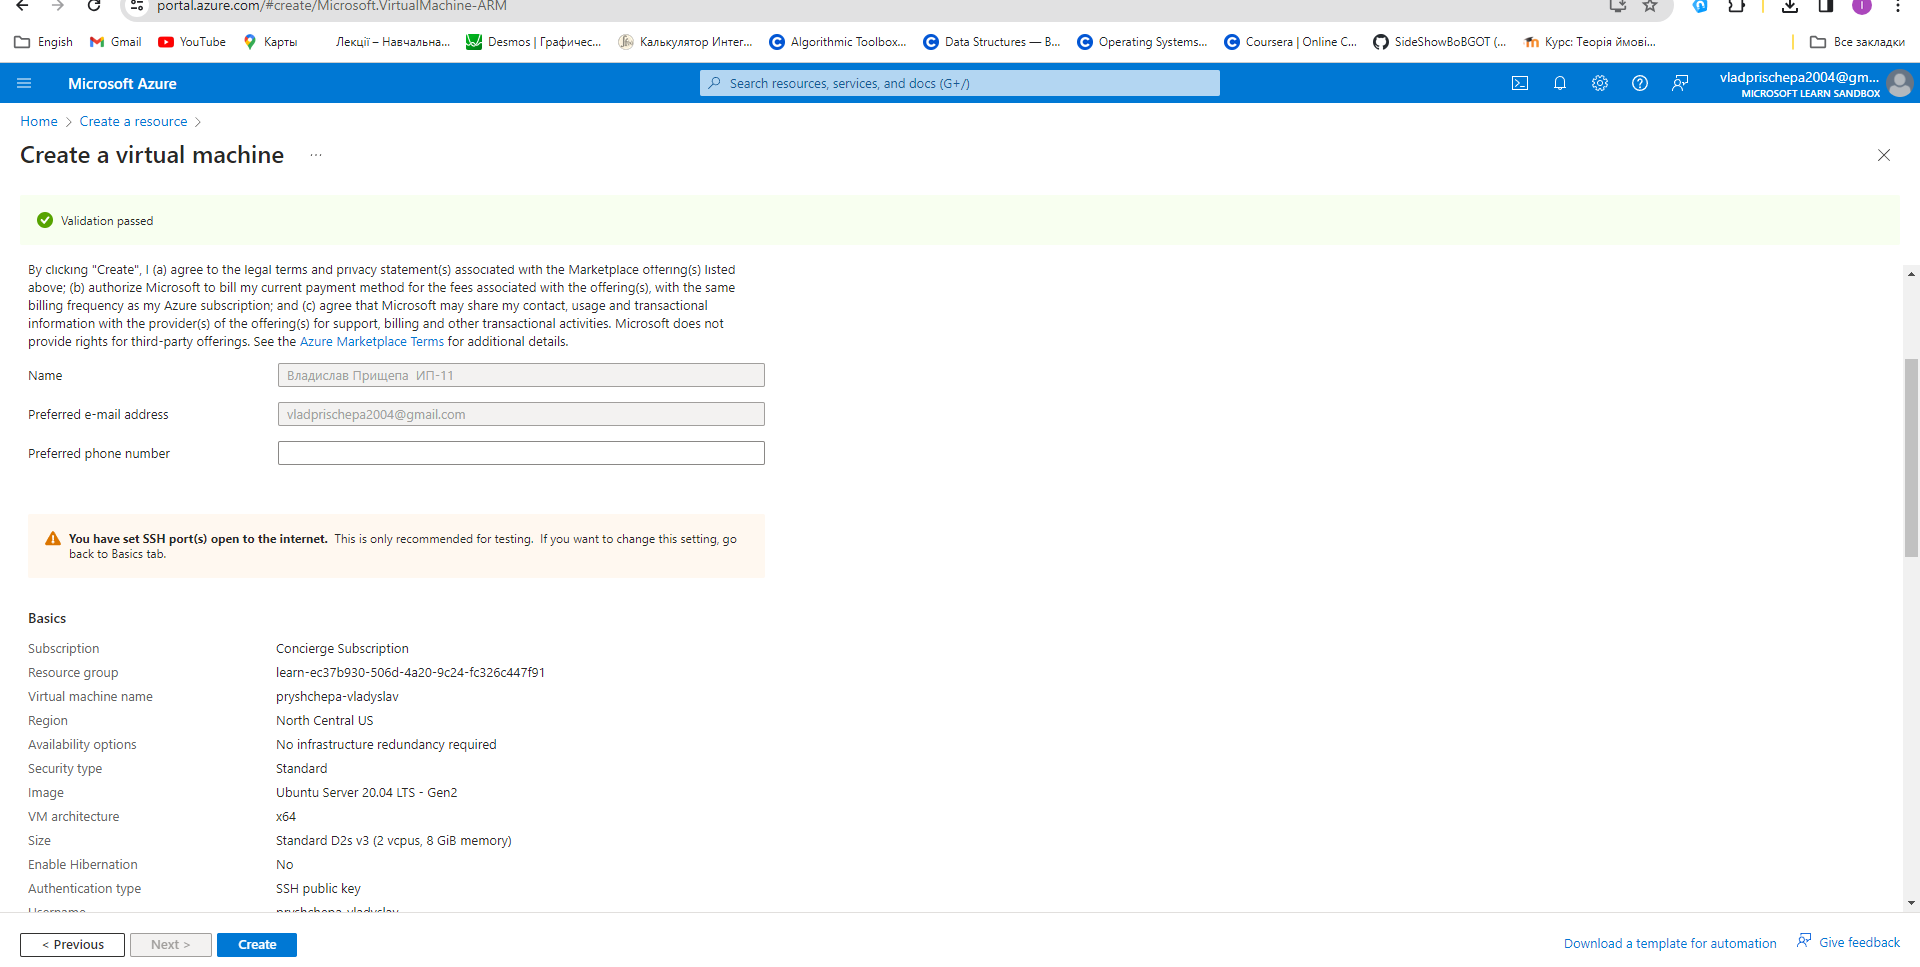 portal.azure.com/#create/Microsoft.VirtualMachine-ARM
Engish
Gmail
YouTube
Карты
Лекції – Навчальна...
Desmos | Графичес...
Калькулятор Интег...
Algorithmic Toolbox...
Data Structures — В...
Operating Systems...
Coursera | Online C...
SideShowBoBGOT (...
Курс: Теорія ймові...
Все закладки
Microsoft Azure
Search resources, services, and docs (G+/)
vladprischepa2004@gm...
MICROSOFT LEARN SANDBOX
Home > Create a resource >
Create a virtual machine ...
Validation passed
By clicking "Create", I (a) agree to the legal terms and privacy statement(s) associated with the Marketplace offering(s) listed
above; (b) authorize Microsoft to bill my current payment method for the fees associated with the offering(s), with the same
billing frequency as my Azure subscription; and (c) agree that Microsoft may share my contact, usage and transactional
information with the provider(s) of the offering(s) for support, billing and other transactional activities. Microsoft does not
provide rights for third-party offerings. See the Azure Marketplace Terms for additional details.
Name Владислав Прищепа ИП-11
Preferred e-mail address vladprischepa2004@gmail.com
Preferred phone number
You have set SSH port(s) open to the internet. This is only recommended for testing. If you want to change this setting, go
back to Basics tab.
Basics
Subscription Concierge Subscription
Resource group learn-ec37b930-506d-4a20-9c24-fc326c447f91
Virtual machine name pryshchepa-vladyslav
Region North Central US
Availability options No infrastructure redundancy required
Security type Standard
Image Ubuntu Server 20.04 LTS - Gen2
VM architecture x64
Size Standard D2s v3 (2 vcpus, 8 GiB memory)
Enable Hibernation No
Authentication type SSH public key
Username pryshchepa-vladyslav
< Previous
Next >
Create
Download a template for automation
Give feedback